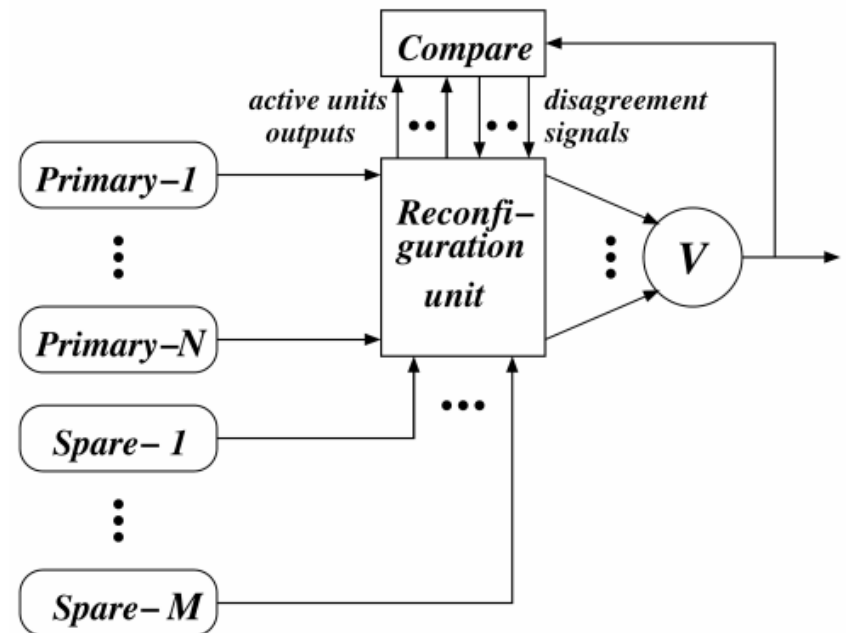 Compare
active units
outputs
disagreement
signals
Primary−1
Reconfi−
guration
unit
V
Primary−N
Spare− 1
Spare− M